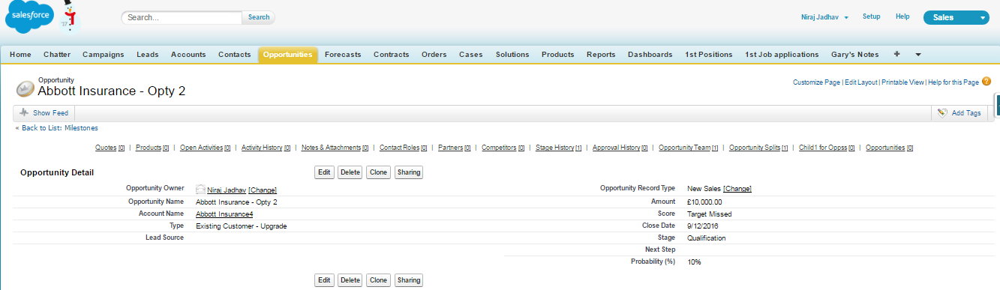 salesforce
'17
Search...
Search
Niraj Jadhav
Setup
Help
Sales
Home Chatter Campaigns Leads Accounts Contacts Opportunities Forecasts Contracts Orders Cases Solutions Products Reports Dashboards 1st Positions 1st Job applications Gary's Notes +
Opportunity
Abbott Insurance - Opty 2
Customize Page | Edit Layout | Printable View | Help for this Page ?
Show Feed
Add Tags
« Back to List: Milestones
Quotes [0] | Products [0] | Open Activities [0] | Activity History [0] | Notes & Attachments [0] | Contact Roles [0] | Partners [0] | Competitors [0] | Stage History [1] | Approval History [0] | Opportunity Team [1] | Opportunity Splits [1] | Child1 for Oppss [0] | Opportunities [0]
Opportunity Detail
Edit Delete Clone Sharing
Opportunity Owner Niraj Jadhav [Change] Opportunity Record Type New Sales [Change]
Opportunity Name Abbott Insurance - Opty 2 Amount £10,000.00
Account Name Abbott Insurance4 Score Target Missed
Type Existing Customer - Upgrade Close Date 9/12/2016
Lead Source Stage Qualification
Next Step
Probability (%) 10%
Edit Delete Clone Sharing